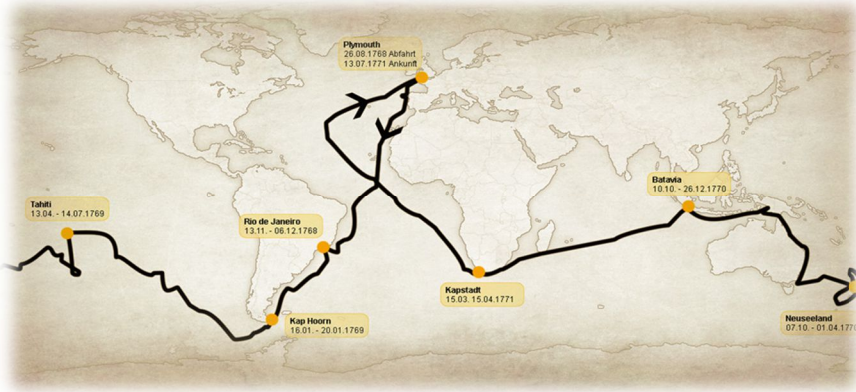 Plymouth
26.08.1768 Abfahrt
13.07.1771 Ankunft
Batavia
10.10. - 26.12.1770
Tahiti
13.04. - 14.07.1769
Rio de Janeiro
13.11. - 06.12.1768
Kapstadt
15.03. 15.04.1771
Kap Hoorn
16.01. - 20.01.1769
Neuseeland
07.10. - 01.04.177